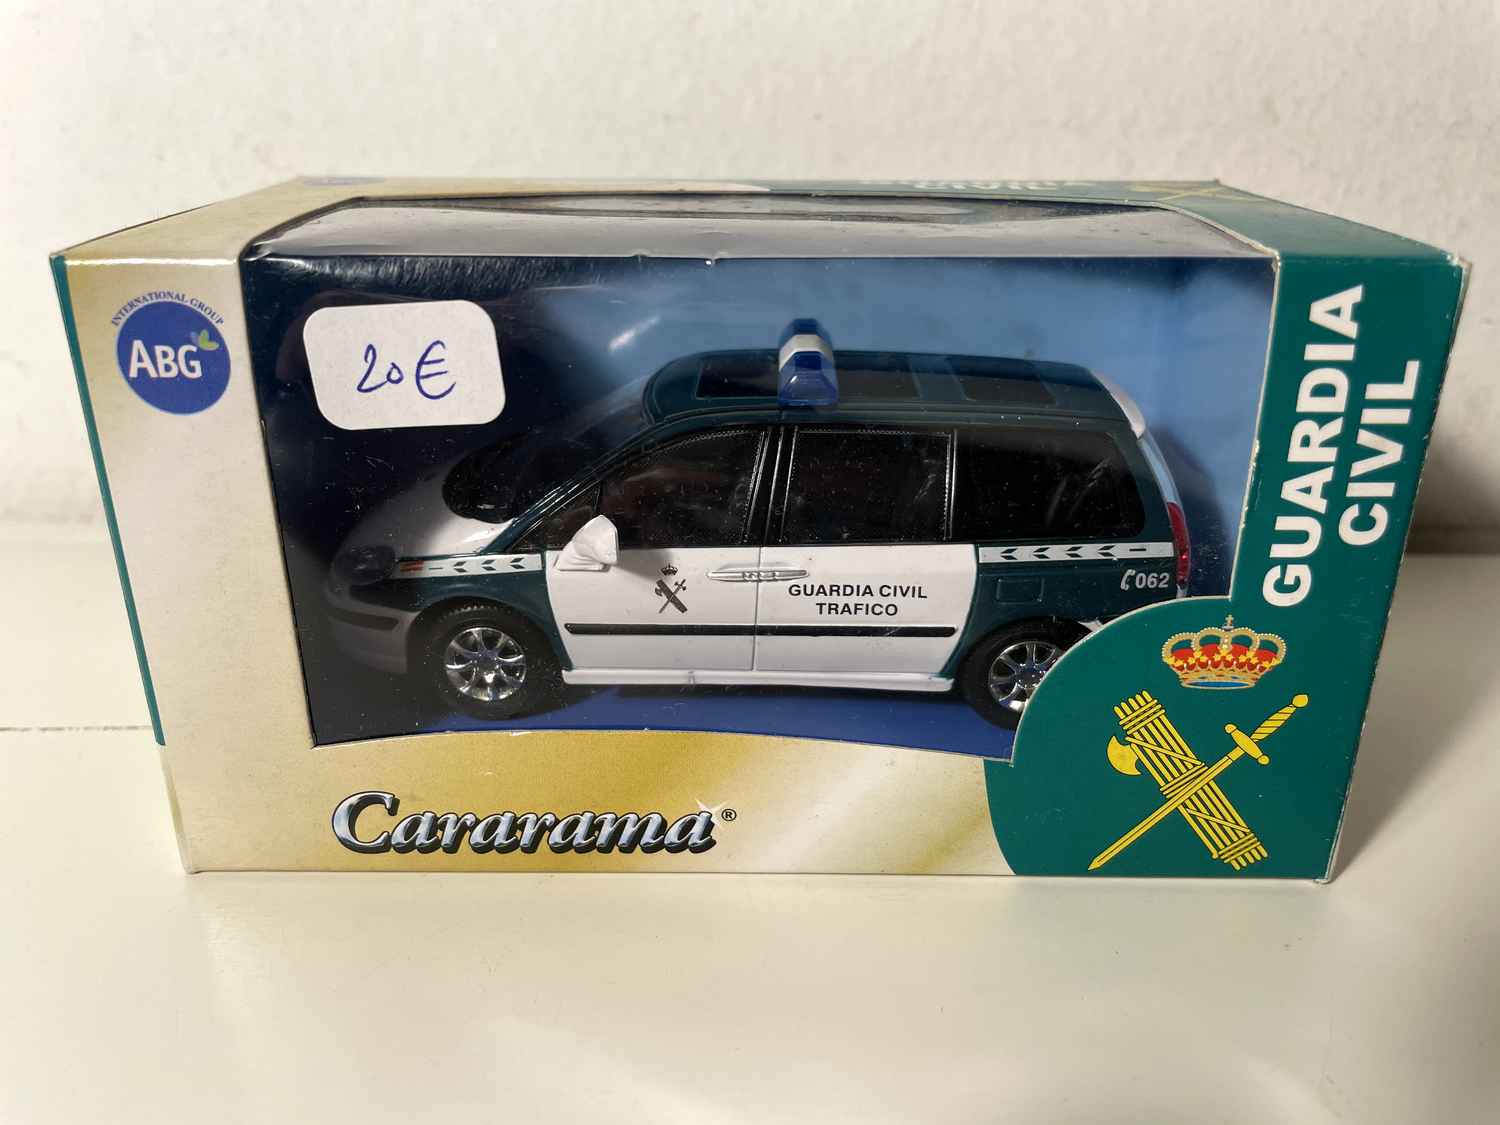 INTERNATIONAL GROUP
ABG
20€
GUARDIA CIVIL
TRAFICO
062
GUARDIA
CIVIL
Cararama®